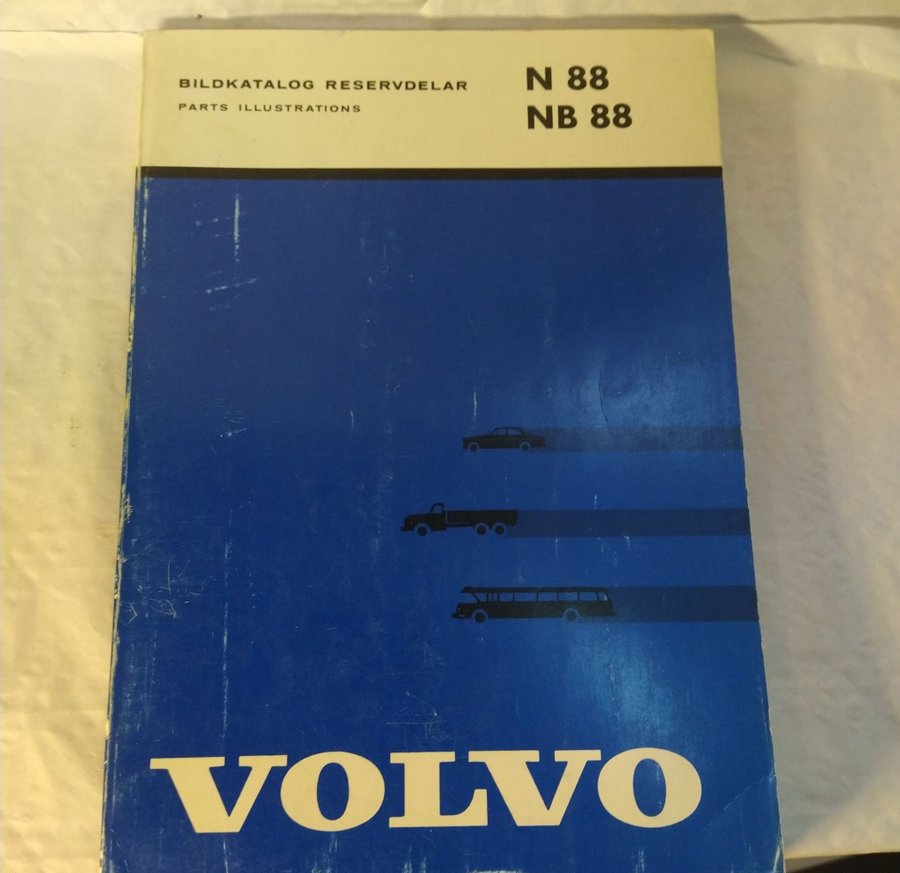 BILDKATALOG RESERVDELAR
PARTS ILLUSTRATIONS
N 88
NB 88
VOLVO